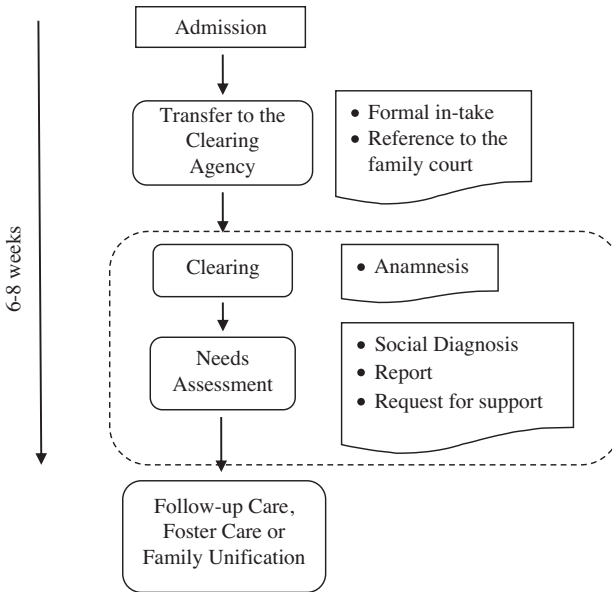 Admission
Transfer to the
Clearing
Agency
• Formal in-take
• Reference to the
family court
6-8 weeks
Clearing
• Anamnesis
Needs
Assessment
• Social Diagnosis
• Report
• Request for support
Follow-up Care,
Foster Care or
Family Unification